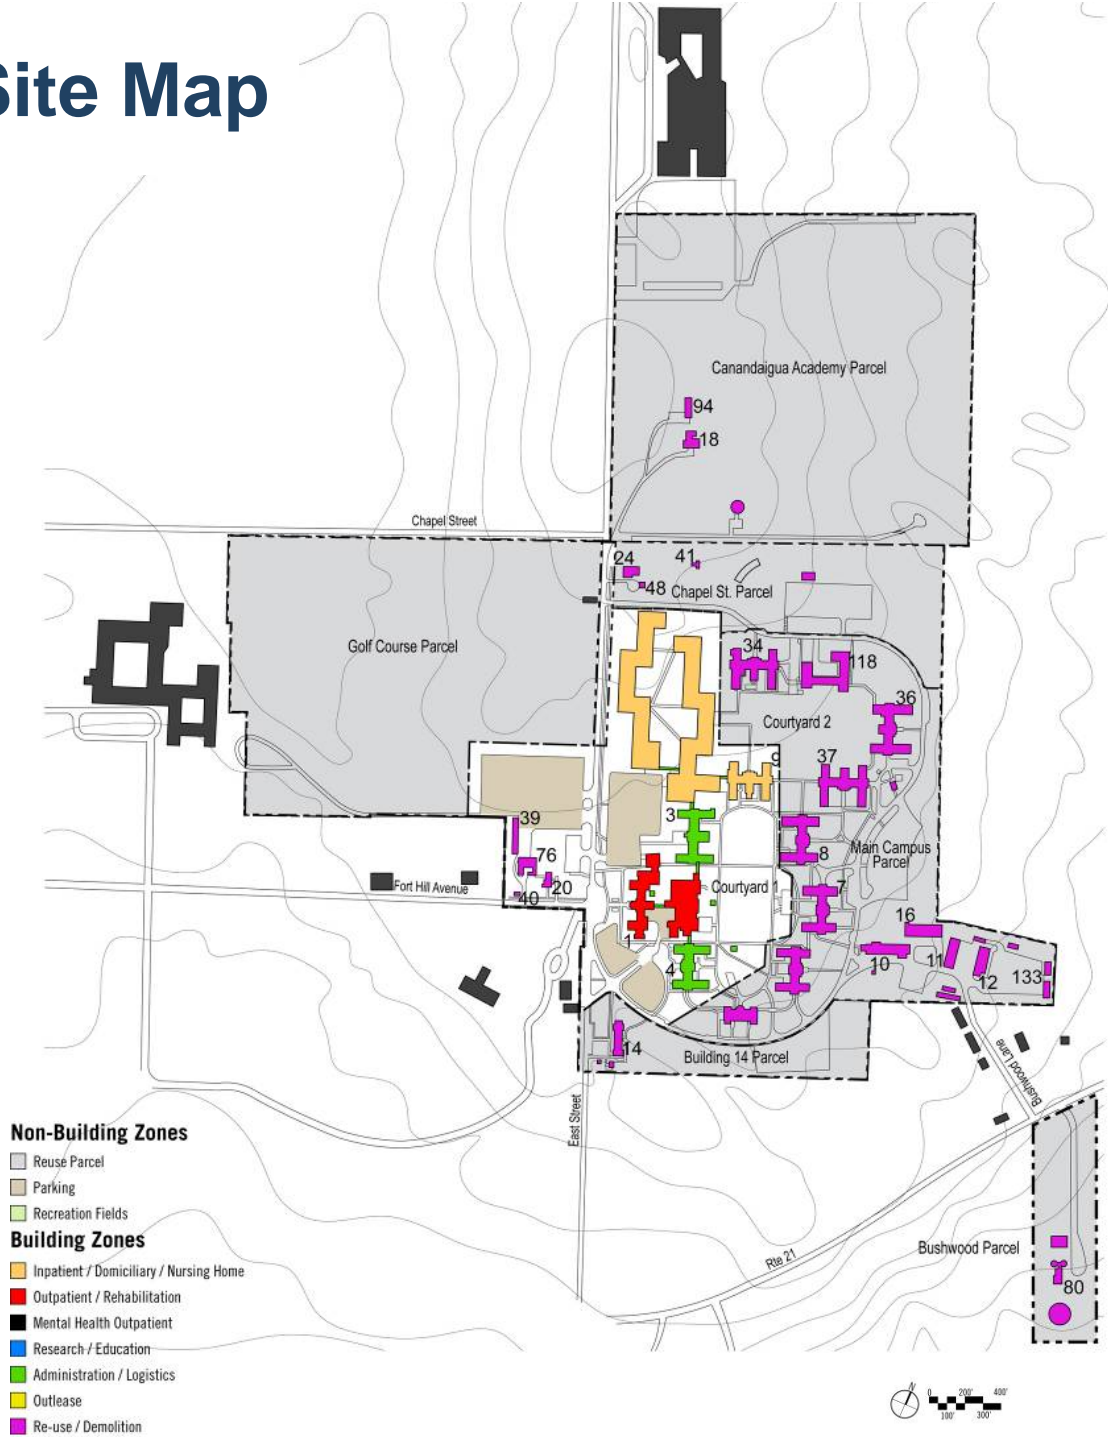 Site Map
Canandaigua Academy Parcel
94
18
Chapel Street
24
41
48
Chapel St. Parcel
Golf Course Parcel
34
118
36
Courtyard 2
37
9
3
39
8
Main Campus
Parcel
76
20
40
Fort Hill Avenue
Courtyard 1
7
1
16
4
10
11
12
133
14
Building 14 Parcel
Bushwood Lane
East Street
Rte 21
Bushwood Parcel
80
Non-Building Zones
Reuse Parcel
Parking
Recreation Fields
Building Zones
Inpatient / Domiciliary / Nursing Home
Outpatient / Rehabilitation
Mental Health Outpatient
Research / Education
Administration / Logistics
Outlease
Re-use / Demolition
N
0 200' 400'
100' 300'